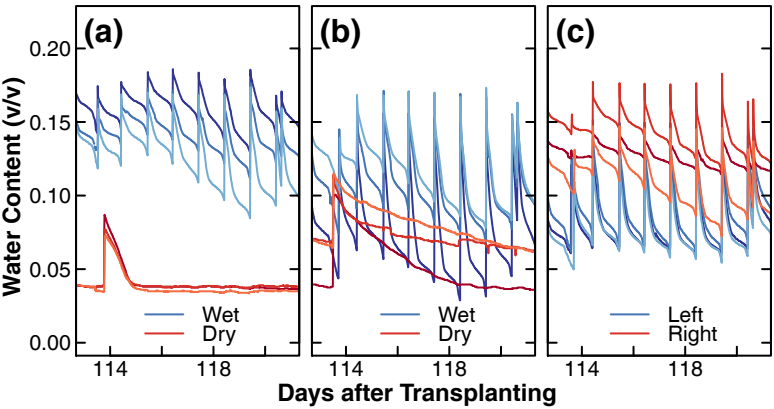 (a) (b) (c)
Water Content (v/v)
0.20
0.15
0.10
0.05
0.00
Wet
Dry
Wet
Dry
Left
Right
114 118 114 118 114 118
Days after Transplanting